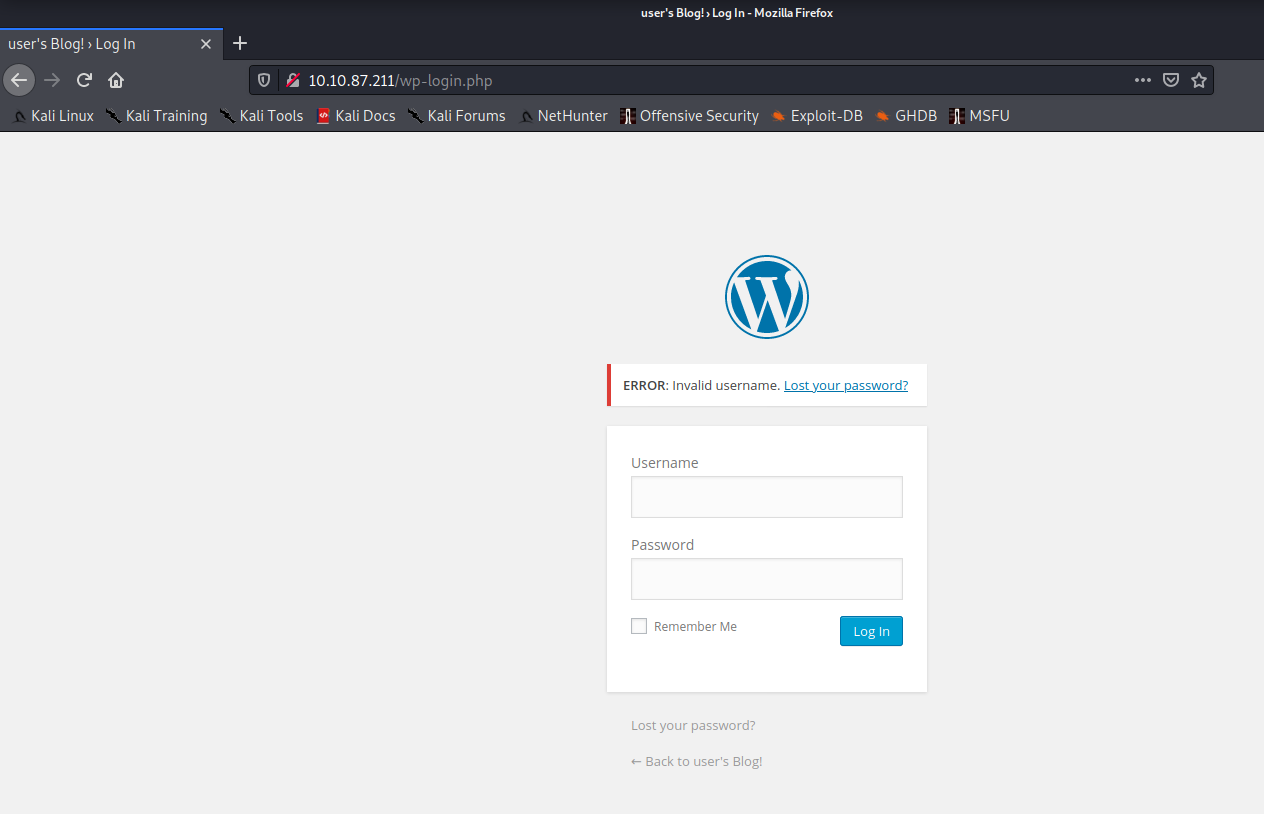 user's Blog! › Log In - Mozilla Firefox
user's Blog! › Log In
10.10.87.211/wp-login.php
Kali Linux Kali Training Kali Tools Kali Docs Kali Forums NetHunter Offensive Security Exploit-DB GHDB MSFU
ERROR: Invalid username. Lost your password?
Username
Password
Remember Me Log In
Lost your password?
← Back to user's Blog!